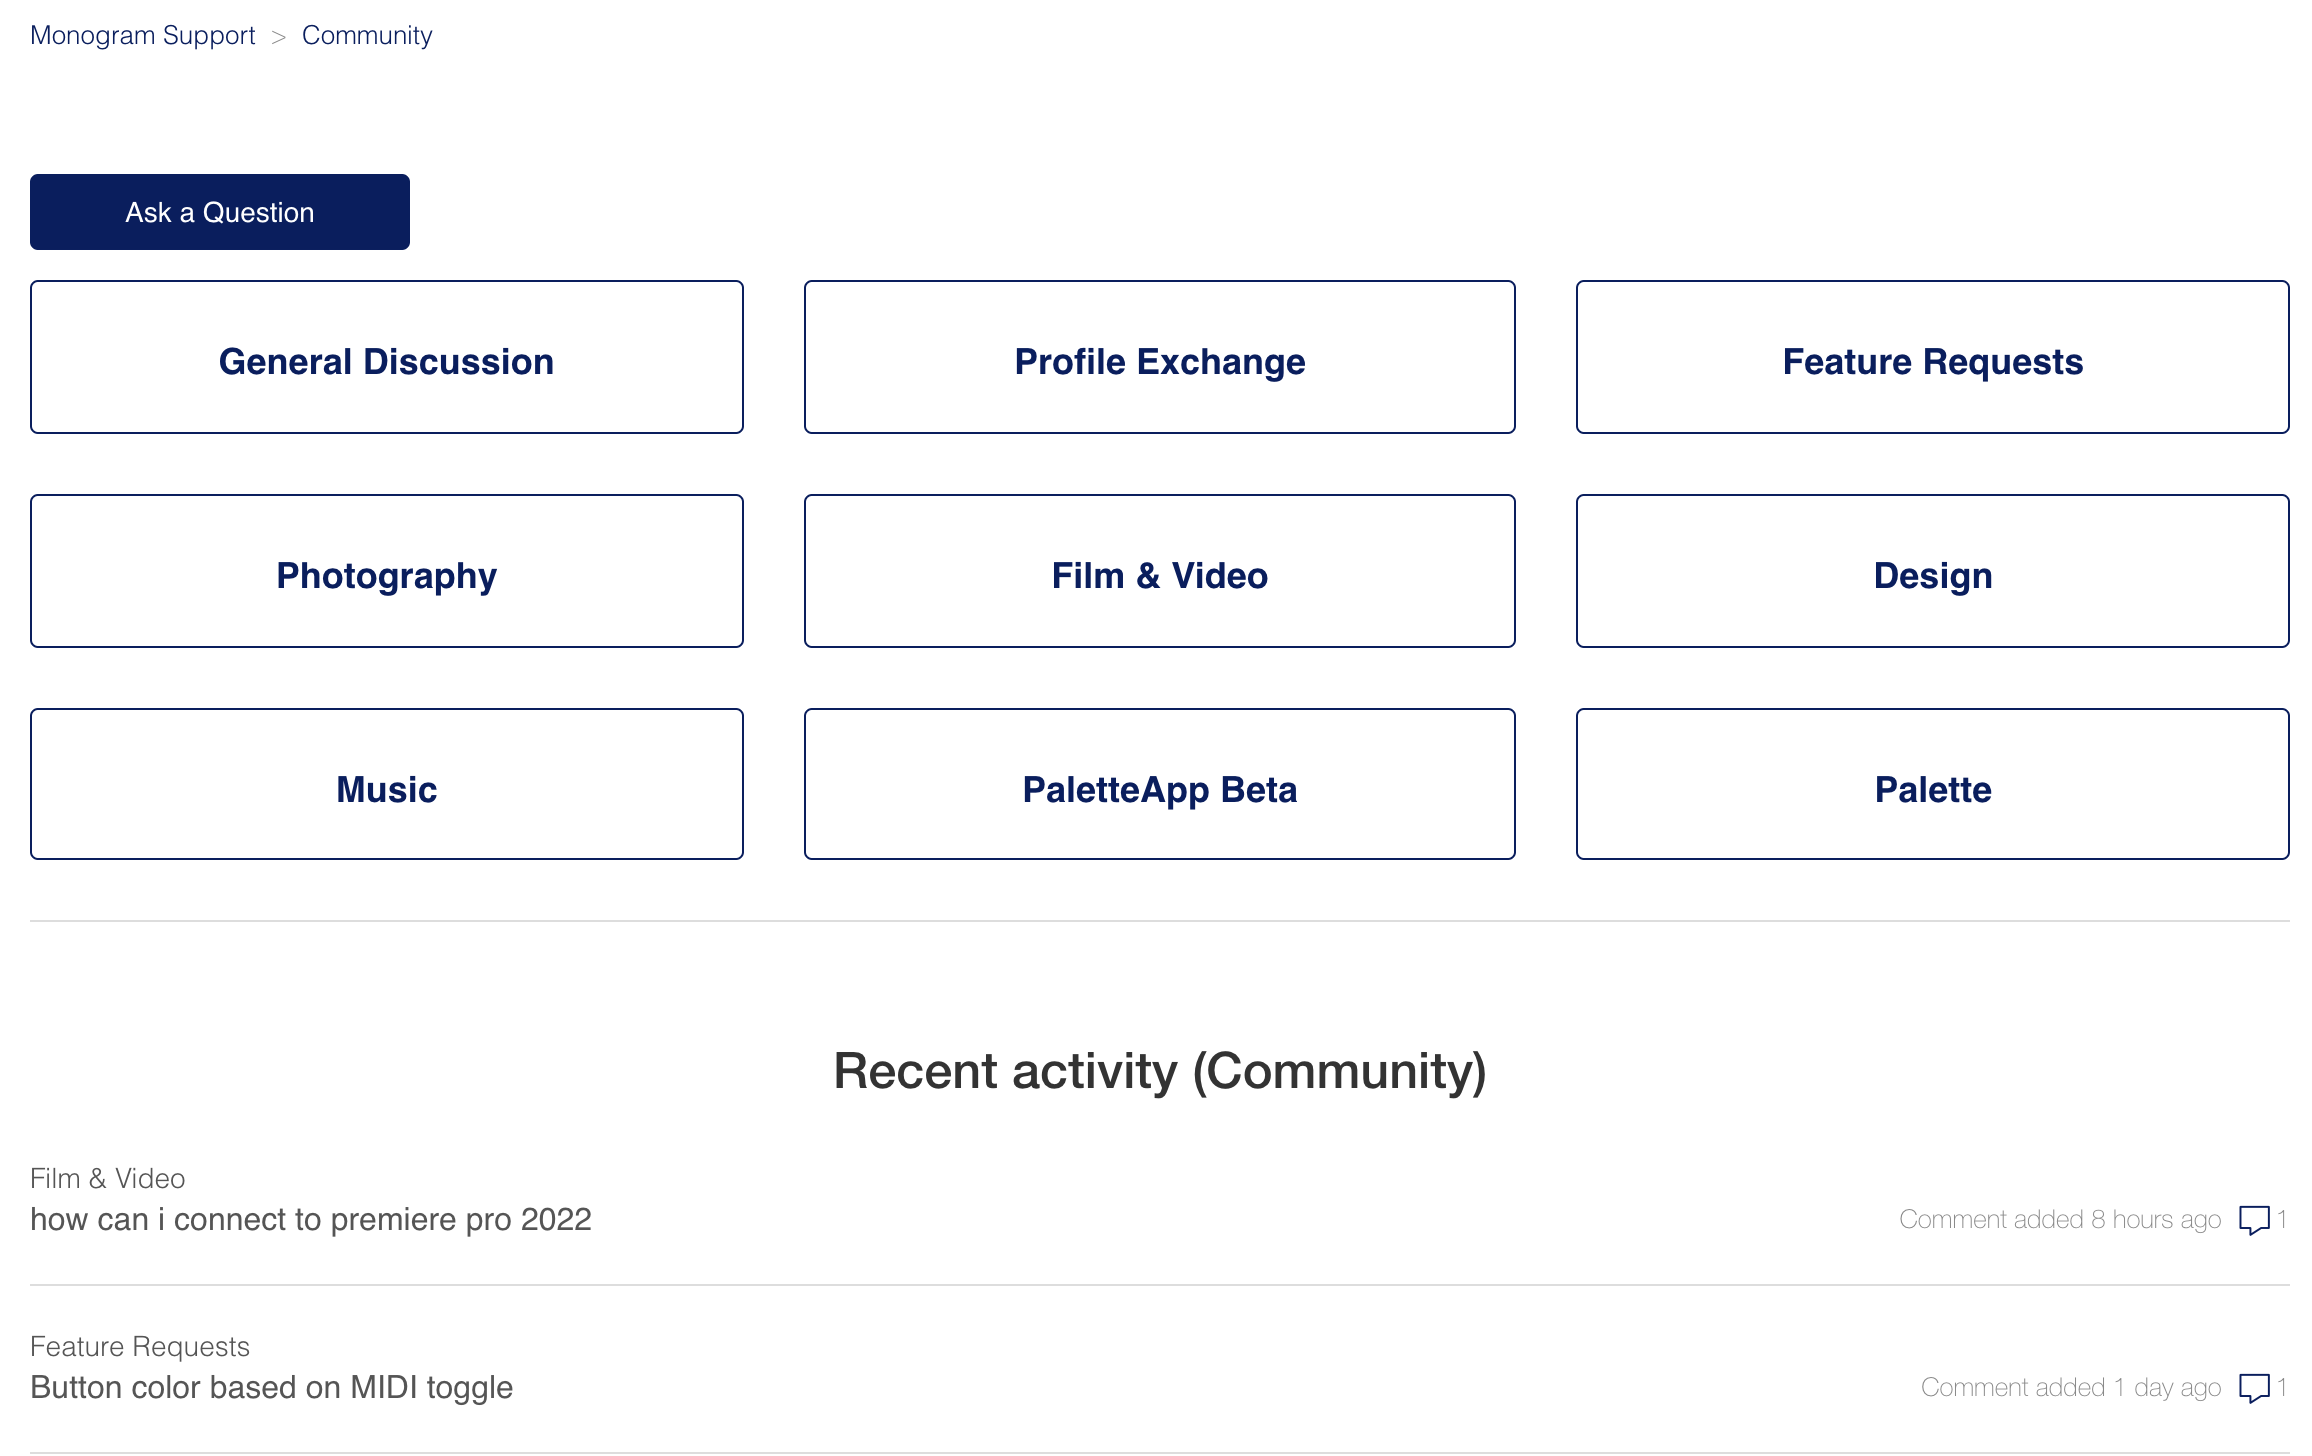 Monogram Support > Community
Ask a Question
General Discussion
Profile Exchange
Feature Requests
Photography
Film & Video
Design
Music
PaletteApp Beta
Palette
Recent activity (Community)
Film & Video
how can i connect to premiere pro 2022
Comment added 8 hours ago 1
Feature Requests
Button color based on MIDI toggle
Comment added 1 day ago 1